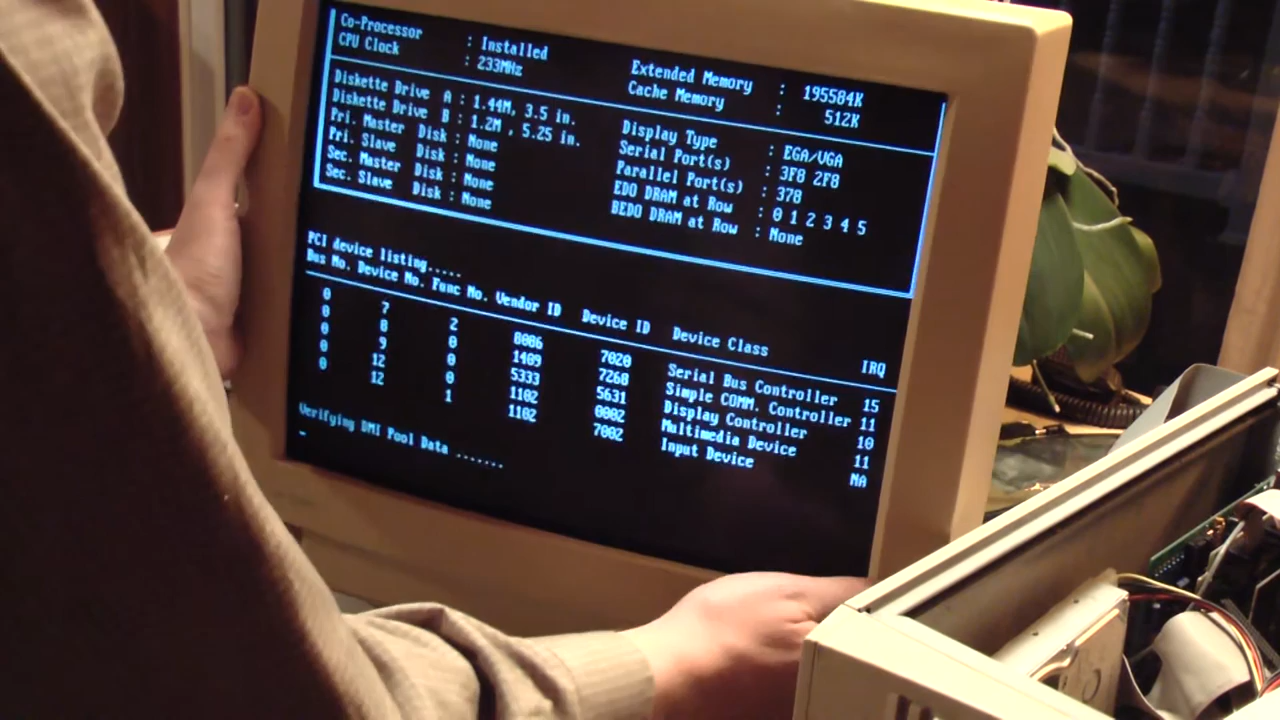 Co-Processor : Installed Extended Memory : 195584K
CPU Clock : 233MHz Cache Memory : 512K
Diskette Drive A : 1.44M, 3.5 in. Display Type : EGA/VGA
Diskette Drive B : 1.2M , 5.25 in. Serial Port(s) : 3F8 2F8
Pri. Master Disk : None Parallel Port(s) : 378
Pri. Slave Disk : None EDO DRAM at Row : 0 1 2 3 4 5
Sec. Master Disk : None BEDO DRAM at Row : None
Sec. Slave Disk : None
PCI device listing.....
Bus No. Device No. Func No. Vendor ID Device ID Device Class IRQ
0 7 2 8086 7020 Serial Bus Controller 15
0 8 0 1409 7268 Simple COMM. Controller 11
0 9 0 5333 5631 Display Controller 10
0 12 0 1102 0002 Multimedia Device 11
0 12 1 1102 7002 Input Device NA
Verifying DMI Pool Data .......